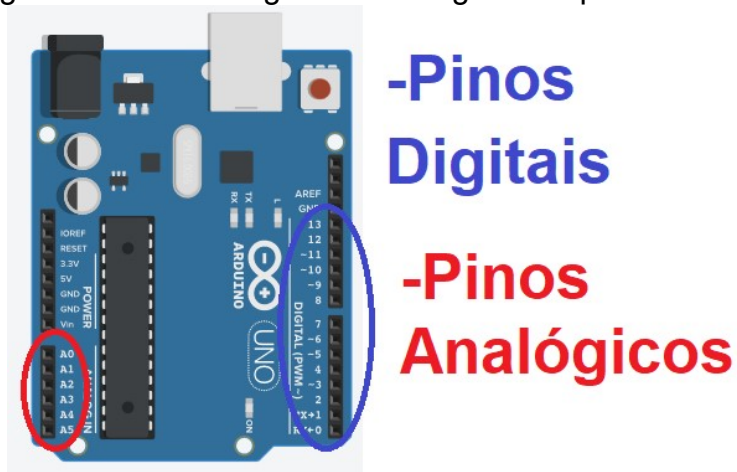 -Pinos
Digitais
-Pinos
Analógicos
IOREF
RESET
3.3V
5V
GND
GND
Vin
POWER
A0
A1
A2
A3
A4
A5
RX
TX
L
ARDUINO
UNO
ON
AREF
GND
13
12
~11
~10
~9
8
7
~6
~5
4
~3
2
TX→1
RX←0
DIGITAL (PWM~)